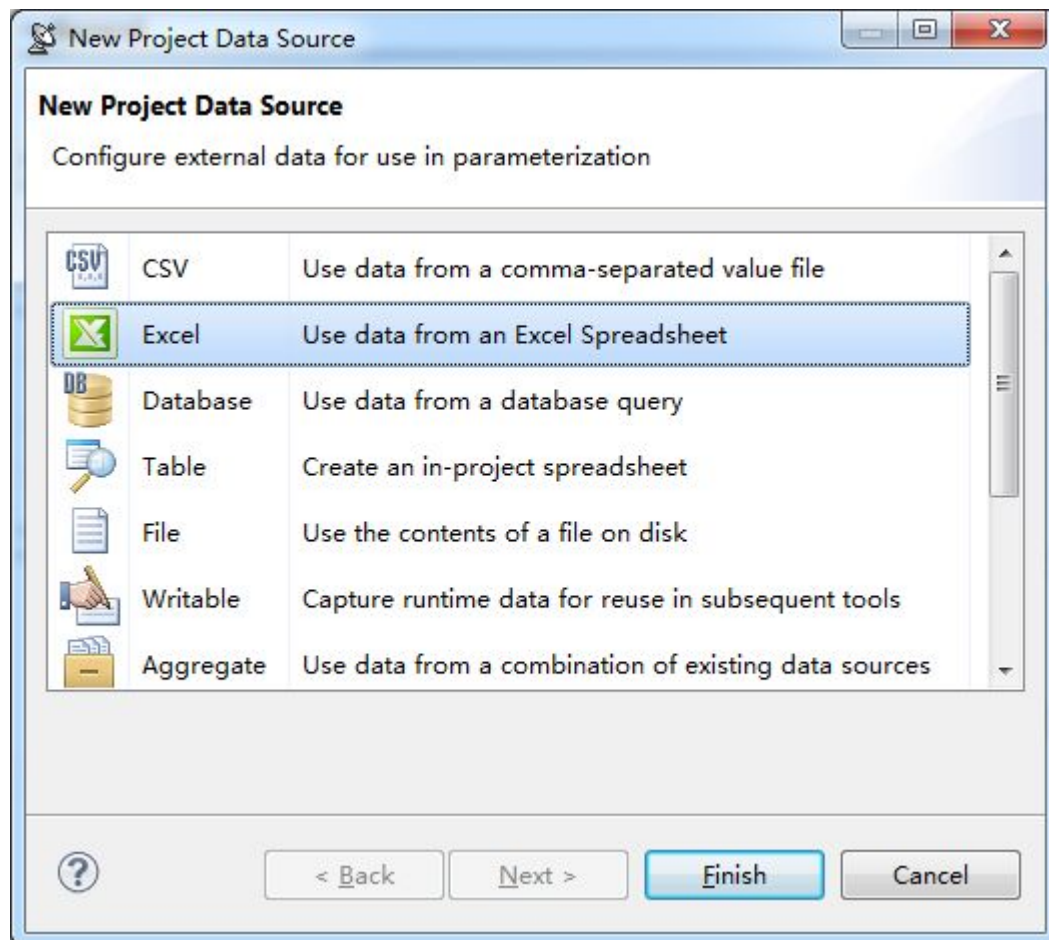 New Project Data Source
New Project Data Source
Configure external data for use in parameterization
CSV CSV Use data from a comma-separated value file
Excel Use data from an Excel Spreadsheet
DB Database Use data from a database query
Table Create an in-project spreadsheet
File Use the contents of a file on disk
Writable Capture runtime data for reuse in subsequent tools
Aggregate Use data from a combination of existing data sources
? < Back Next > Finish Cancel